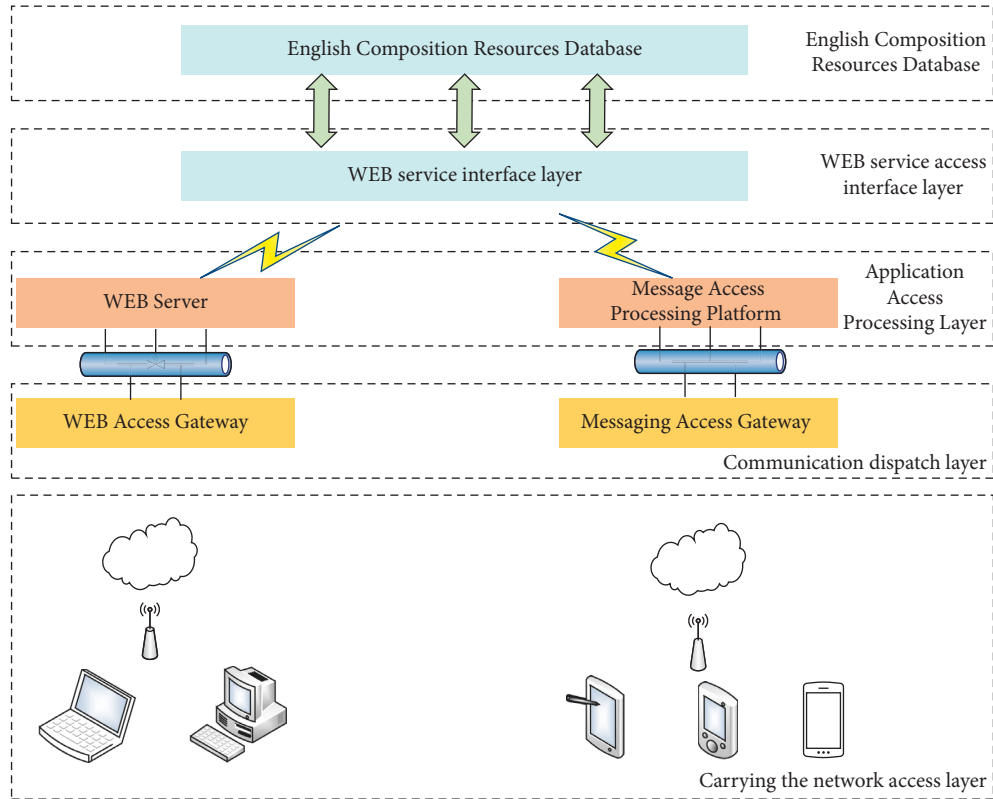 English Composition Resources Database
English Composition
Resources Database
WEB service interface layer
WEB service access
interface layer
WEB Server
Message Access
Processing Platform
Application
Access
Processing Layer
WEB Access Gateway
Messaging Access Gateway
Communication dispatch layer
Carrying the network access layer